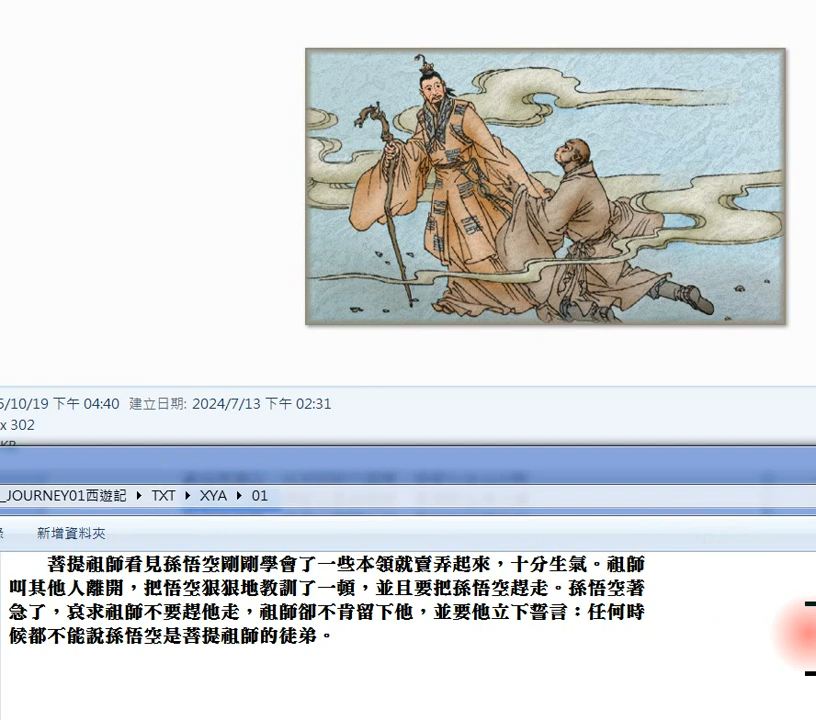 5/10/19 下午 04:40 建立日期: 2024/7/13 下午 02:31
x 302
KB
_JOURNEY01西遊記 ▸ TXT ▸ XYA ▸ 01
新增資料夾
菩提祖師看見孫悟空剛剛學會了一些本領就賣弄起來，十分生氣。祖師
叫其他人離開，把悟空狠狠地教訓了一頓，並且要把孫悟空趕走。孫悟空著
急了，哀求祖師不要趕他走，祖師卻不肯留下他，並要他立下誓言：任何時
候都不能說孫悟空是菩提祖師的徒弟。